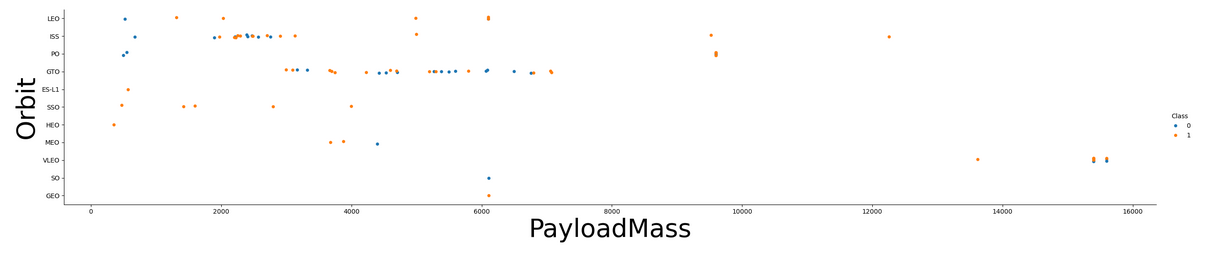 LEO
ISS
PO
GTO
ES-L1
SSO
HEO
MEO
VLEO
SO
GEO
Orbit
0 2000 4000 6000 8000 10000 12000 14000 16000
PayloadMass
Class
0
1